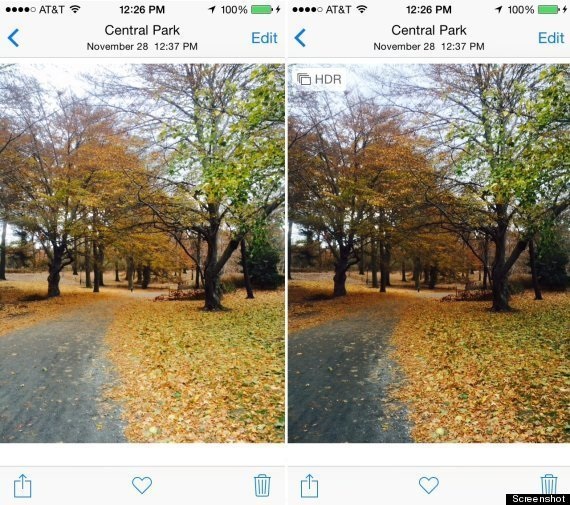 AT&T 12:26 PM 100%
Central Park
November 28 12:37 PM
Edit
AT&T 12:26 PM 100%
Central Park
November 28 12:37 PM
Edit
HDR
Screenshot